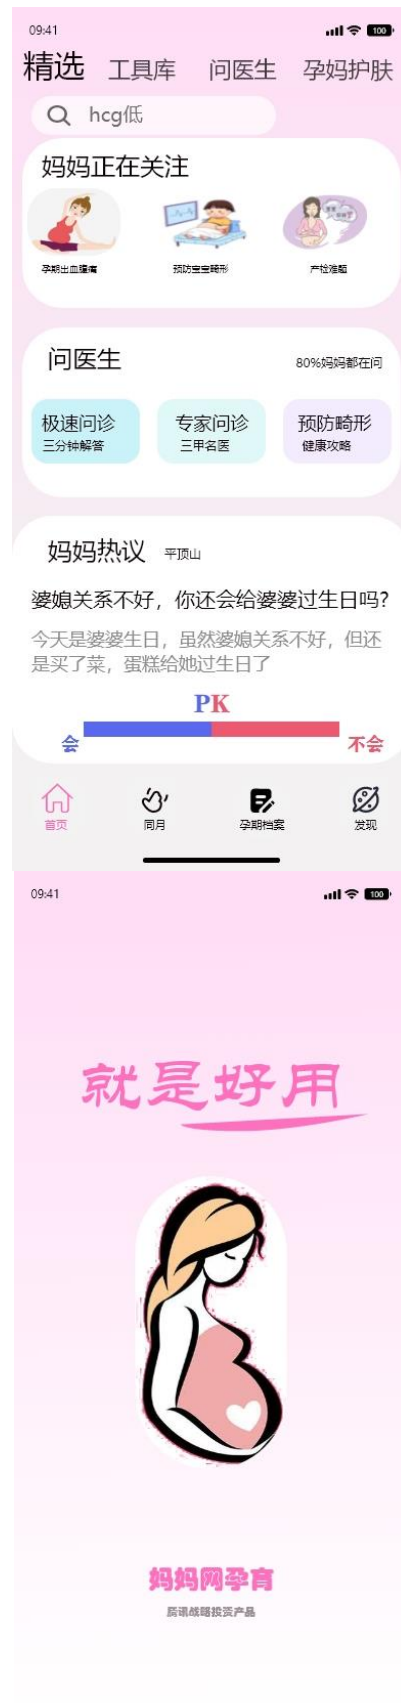 09:41
100
精选 工具库 问医生 孕妈护肤
hcg低
妈妈正在关注
孕期出血腹痛 预防宝宝畸形 产检难题
问医生 80%妈妈都在问
极速问诊 专家问诊 预防畸形
三分钟解答 三甲名医 健康攻略
妈妈热议 平顶山
婆媳关系不好，你还会给婆婆过生日吗?
今天是婆婆生日，虽然婆媳关系不好，但还
是买了菜，蛋糕给她过生日了
PK
会 不会
首页 同月 孕期档案 发现
09:41
100
就是好用
妈妈网孕育
腾讯战略投资产品